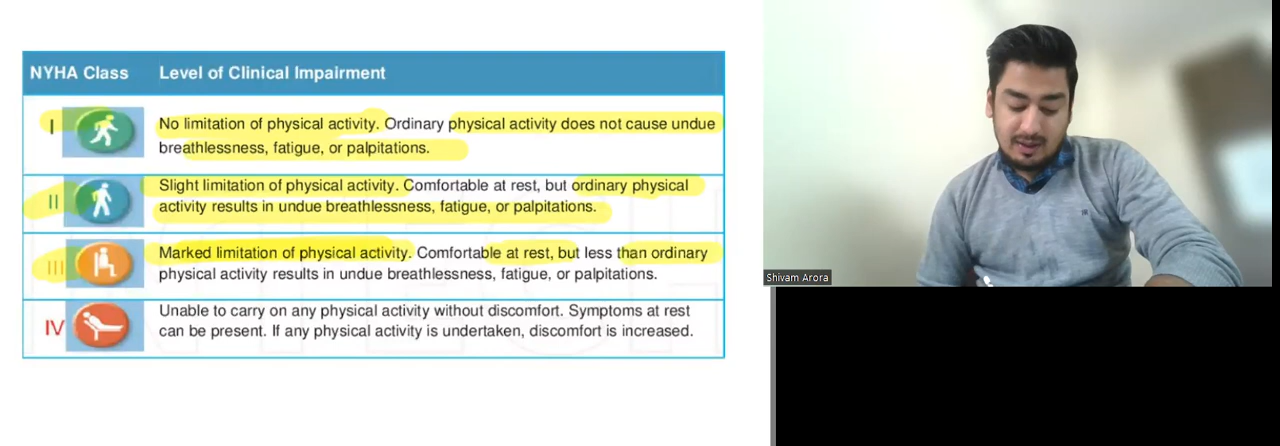 NYHA Class Level of Clinical Impairment
I No limitation of physical activity. Ordinary physical activity does not cause undue
breathlessness, fatigue, or palpitations.
Slight limitation of physical activity. Comfortable at rest, but ordinary physical
II activity results in undue breathlessness, fatigue, or palpitations.
Marked limitation of physical activity. Comfortable at rest, but less than ordinary
III physical activity results in undue breathlessness, fatigue, or palpitations.
Unable to carry on any physical activity without discomfort. Symptoms at rest
IV can be present. If any physical activity is undertaken, discomfort is increased.
Shivam Arora